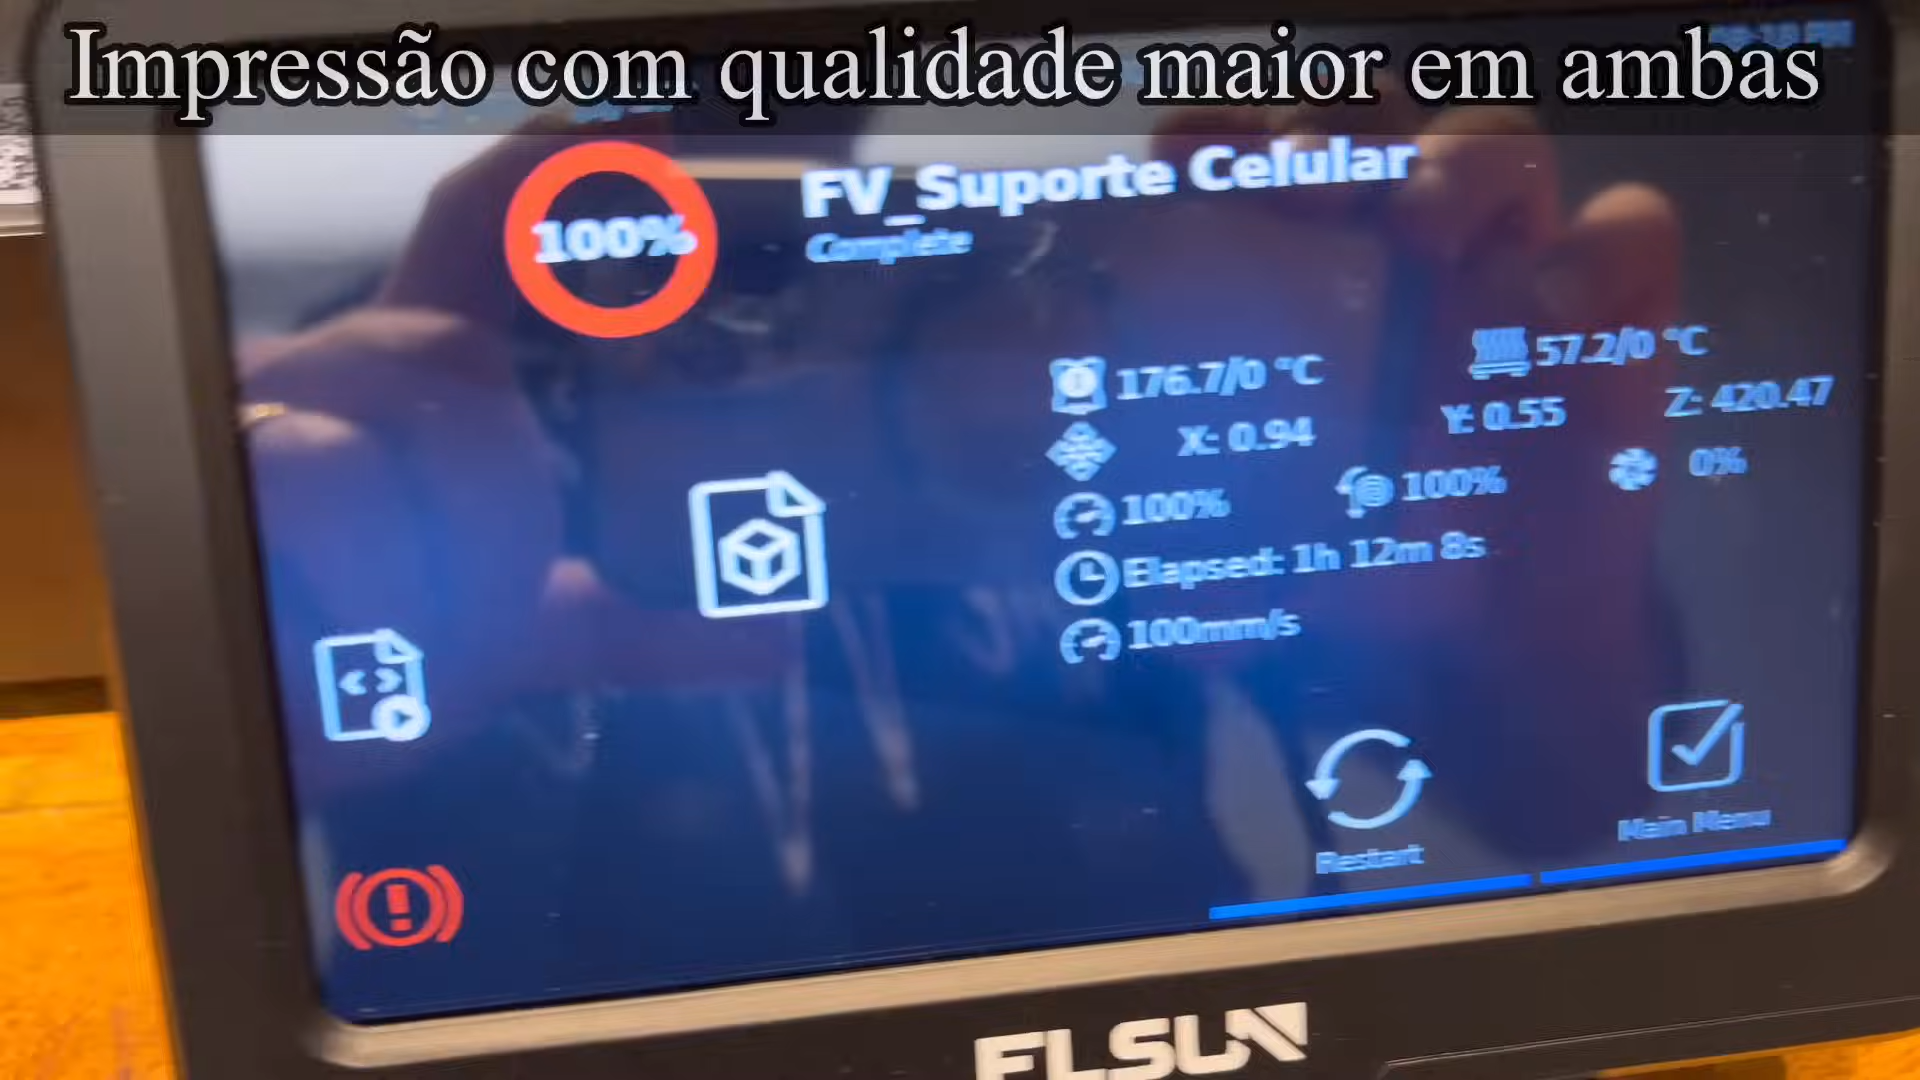 Impressão com qualidade maior em ambas
100%
FV_Suporte Celular
Complete
176.7/0 °C
57.2/0 °C
X: 0.94
Y: 0.55
Z: 420.47
100%
100%
0%
Elapsed: 1h 12m 8s
100mm/s
Restart
Main Menu
FLSUN